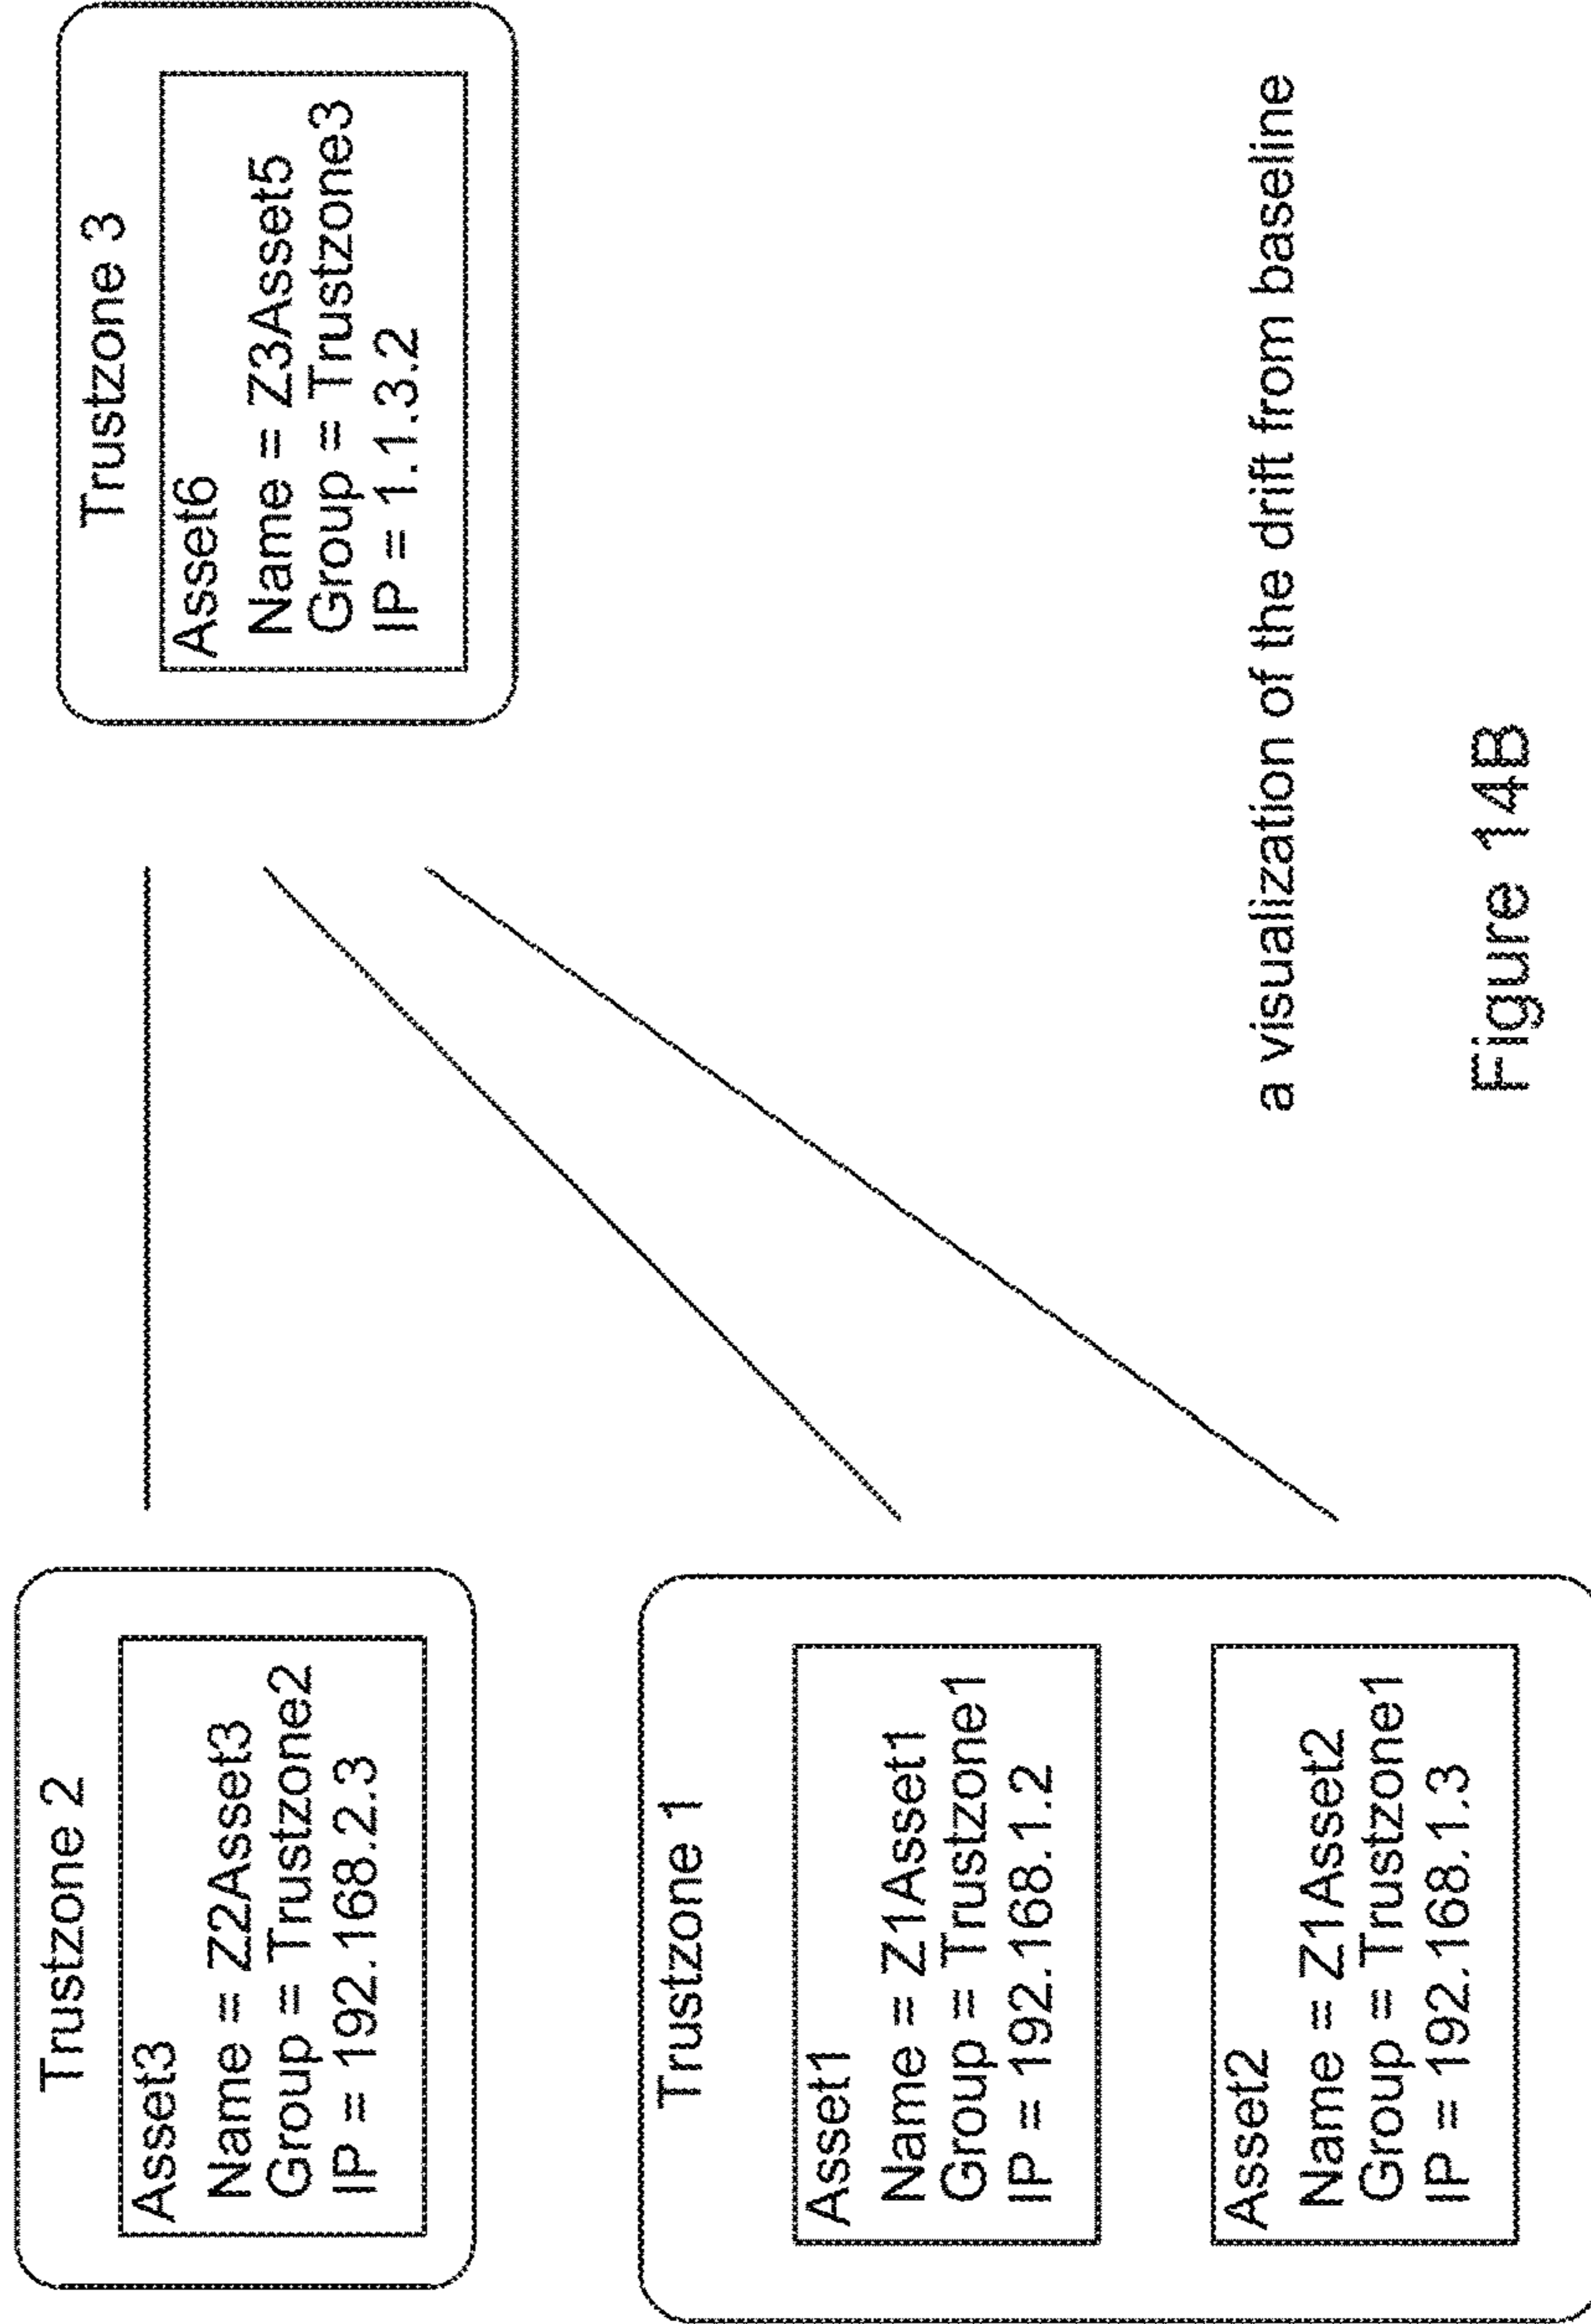 Trustzone 2
Asset3
Name = Z2Asset3
Group = Trustzone2
IP = 192.168.2.3
Trustzone 3
Asset6
Name = Z3Asset5
Group = Trustzone3
IP = 1.1.3.2
Trustzone 1
Asset1
Name = Z1Asset1
Group = Trustzone1
IP = 192.168.1.2
Asset2
Name = Z1Asset2
Group = Trustzone1
IP = 192.168.1.3
a visualization of the drift from baseline
Figure 14B